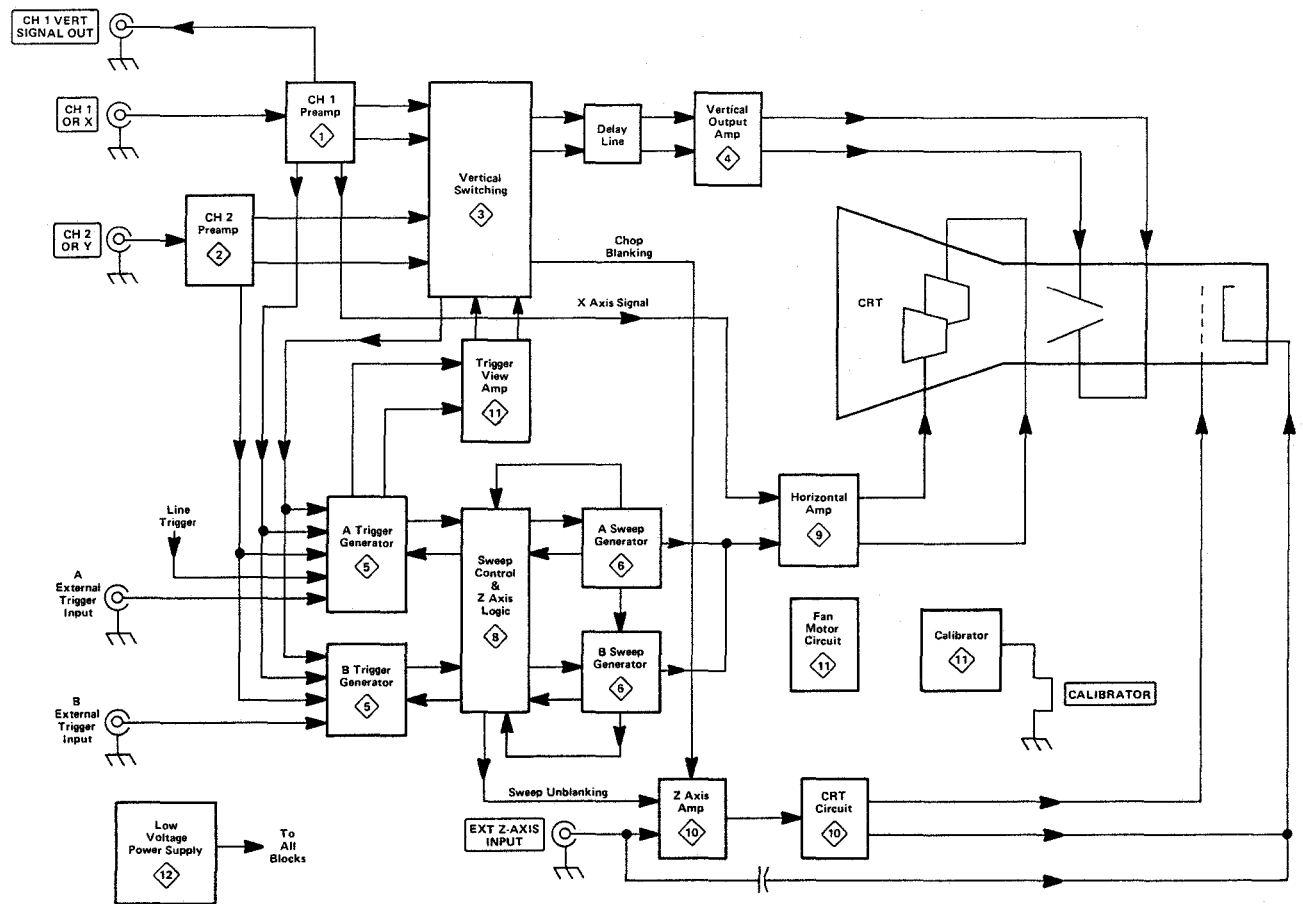 CH 1 VERT
SIGNAL OUT
CH 1
OR X
CH 1
Preamp
1
CH 2
OR Y
CH 2
Preamp
2
Vertical
Switching
3
Delay
Line
Vertical
Output
Amp
4
Chop
Blanking
X Axis Signal
CRT
Trigger
View
Amp
11
Line
Trigger
A
External
Trigger
Input
A Trigger
Generator
5
Sweep
Control
&
Z Axis
Logic
8
A Sweep
Generator
6
Horizontal
Amp
9
B
External
Trigger
Input
B Trigger
Generator
5
B Sweep
Generator
6
Fan
Motor
Circuit
11
Calibrator
11
CALIBRATOR
Low
Voltage
Power Supply
12
To
All
Blocks
Sweep Unblanking
EXT Z-AXIS
INPUT
Z Axis
Amp
10
CRT
Circuit
10